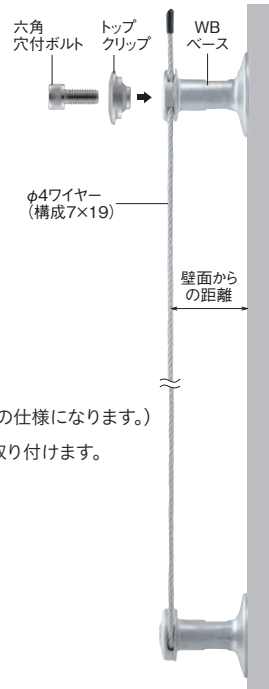 六角
穴付ボルト
トップ
クリップ
WB
ベース
φ4ワイヤー
(構成7×19)
壁面から
の距離
の仕様になります。)
取り付けます。